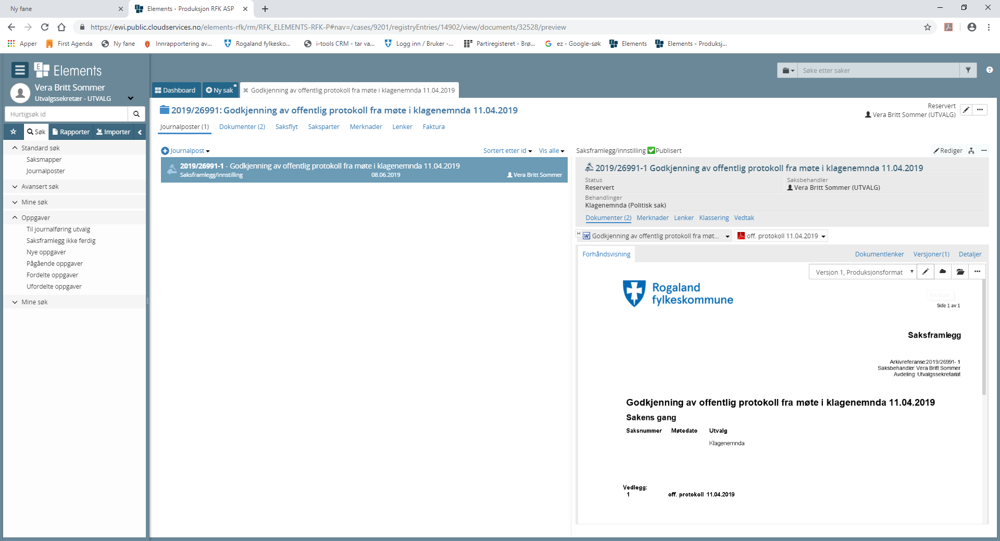 Ny fane
Elements - Produksjon RFK ASP
https://ewi.public.cloudservices.no/elements-rfk/rm/RFK_ELEMENTS-RFK-P#nav=/cases/9201/registryEntries/14902/view/documents/32528/preview
Apper First Agenda Ny fane Innrapportering av... Rogaland fylkesko... i-tools CRM - tar va... Logg inn / Bruker -... Partiregisteret - Brø... ez - Google-søk Elements Elements - Produksj...
Elements
Vera Britt Sommer
Utvalgssekretær - UTVALG
Hurtigsøk id
Søk Rapporter Importer
Standard søk
Saksmapper
Journalposter
Avansert søk
Mine søk
Oppgaver
Til journalføring utvalg
Saksframlegg ikke ferdig
Nye oppgaver
Pågående oppgaver
Fordelte oppgaver
Ufordelte oppgaver
Mine søk
Søke etter saker
Dashboard Ny sak Godkjenning av offentlig protokoll fra møte i klagenemnda 11.04.2019
2019/26991: Godkjenning av offentlig protokoll fra møte i klagenemnda 11.04.2019
Reservert
Vera Britt Sommer (UTVALG)
Journalposter (1) Dokumenter (2) Saksflyt Saksparter Merknader Lenker Faktura
Journalpost Sortert etter id Vis alle
2019/26991-1 - Godkjenning av offentlig protokoll fra møte i klagenemnda 11.04.2019
Saksframlegg/innstilling 08.06.2019 Vera Britt Sommer
Saksframlegg/innstilling Publisert Rediger
2019/26991-1 Godkjenning av offentlig protokoll fra møte i klagenemnda 11.04.2019
Status Saksbehandler
Reservert Vera Britt Sommer (UTVALG)
Behandlinger
Klagenemnda (Politisk sak)
Dokumenter (2) Merknader Lenker Klassering Vedtak
H Godkjenning av offentlig protokoll fra møt... off. protokoll 11.04.2019
Forhåndsvisning Dokumentlenker Versjoner(1) Detaljer
Versjon 1, Produksjonsformat
Rogaland
fylkeskommune
Rediger
Side 1 av 1
Saksframlegg
Arkivreferanse:2019/26991- 1
Saksbehandler: Vera Britt Sommer
Avdeling: Utvalgssekretariat
Godkjenning av offentlig protokoll fra møte i klagenemnda 11.04.2019
Sakens gang
Saksnummer Møtedato Utvalg
Klagenemnda
Vedlegg:
1 off. protokoll 11.04.2019